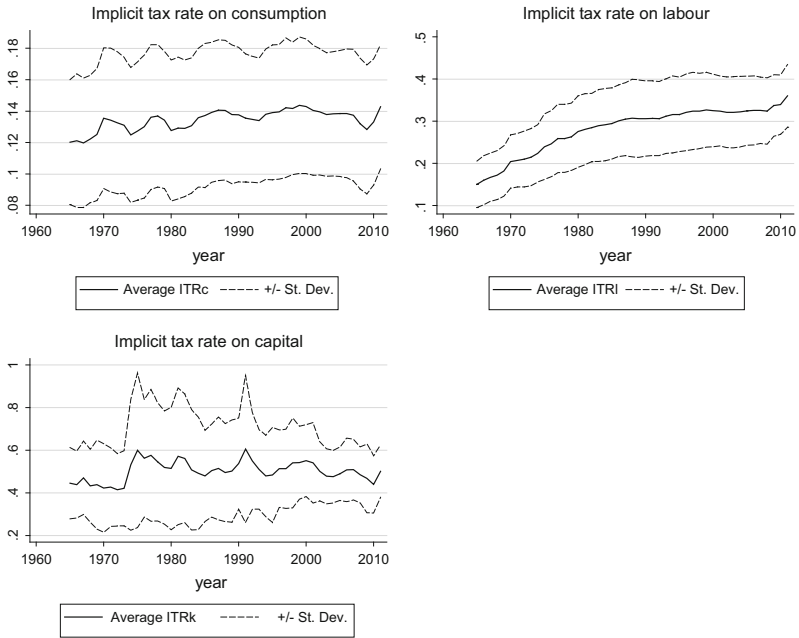 Implicit tax rate on consumption
.18
.16
.14
.12
.1
.08
1960 1970 1980 1990 2000 2010
year
Average ITRc +/- St. Dev.
Implicit tax rate on labour
.5
.4
.3
.2
.1
1960 1970 1980 1990 2000 2010
year
Average ITRl +/- St. Dev.
Implicit tax rate on capital
1
.8
.6
.4
.2
1960 1970 1980 1990 2000 2010
year
Average ITRk +/- St. Dev.